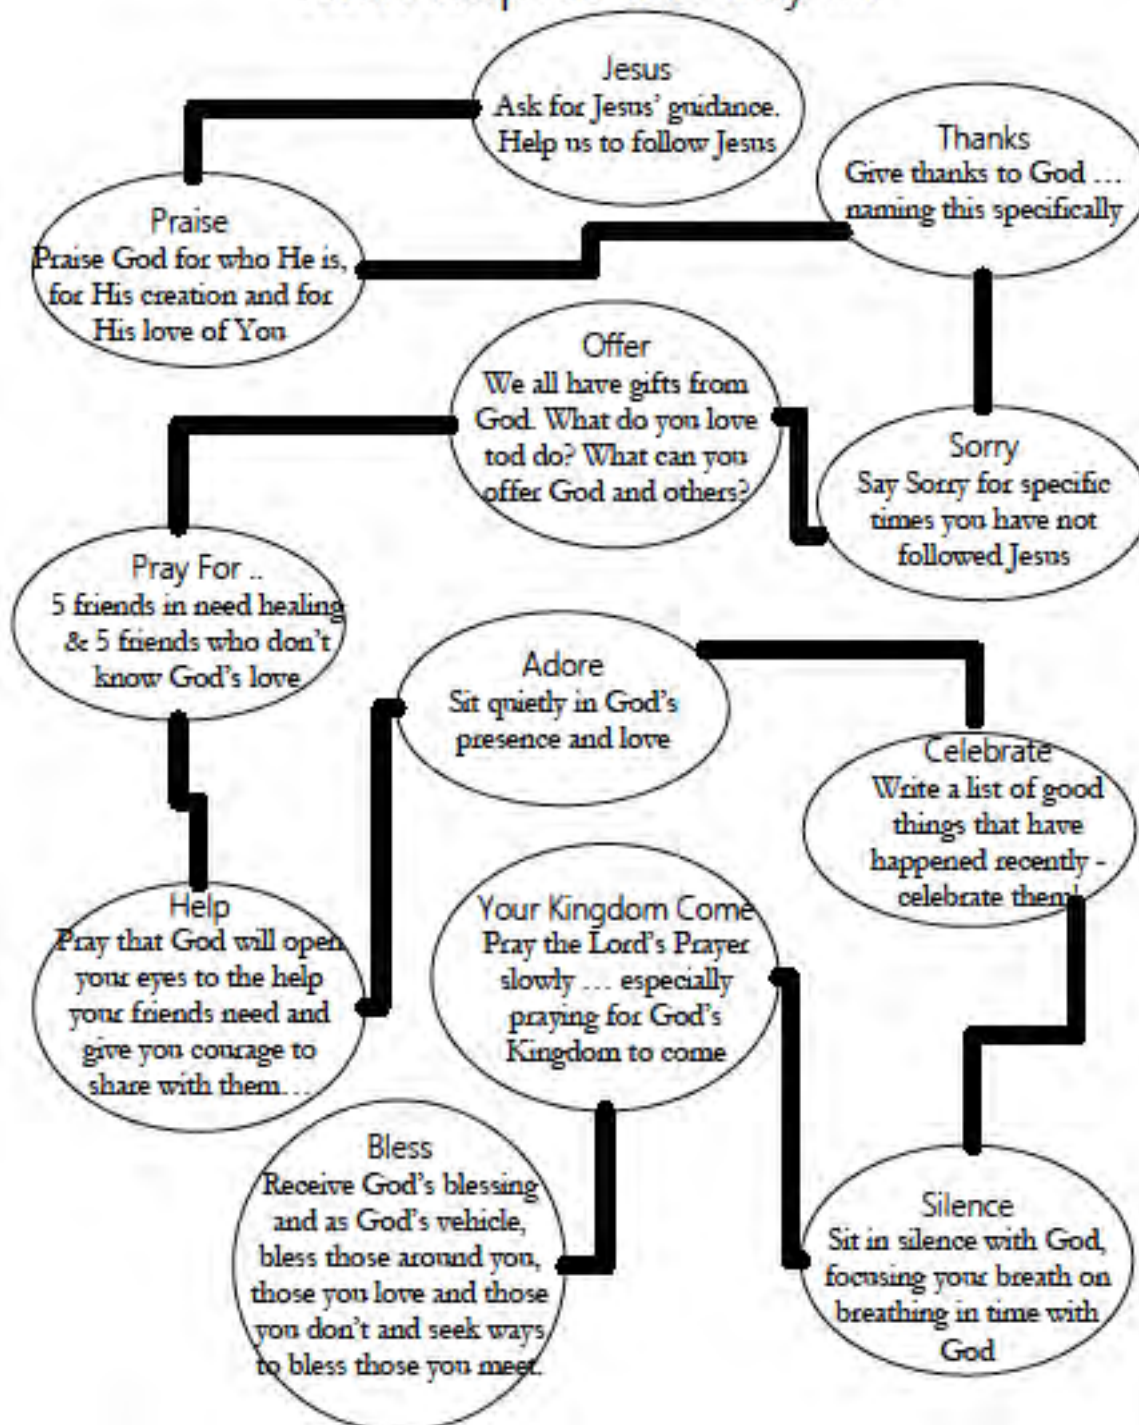 Jesus
Ask for Jesus' guidance.
Help us to follow Jesus
Thanks
Give thanks to God …
naming this specifically
Praise
Praise God for who He is,
for His creation and for
His love of You
Offer
We all have gifts from
God. What do you love
tod do? What can you
offer God and others?
Sorry
Say Sorry for specific
times you have not
followed Jesus
Pray For ..
5 friends in need healing
& 5 friends who don't
know God's love
Adore
Sit quietly in God's
presence and love
Celebrate
Write a list of good
things that have
happened recently -
celebrate them!
Help
Pray that God will open
your eyes to the help
your friends need and
give you courage to
share with them…
Your Kingdom Come
Pray the Lord's Prayer
slowly … especially
praying for God's
Kingdom to come
Bless
Receive God's blessing
and as God's vehicle,
bless those around you,
those you love and those
you don't and seek ways
to bless those you meet.
Silence
Sit in silence with God,
focusing your breath on
breathing in time with
God